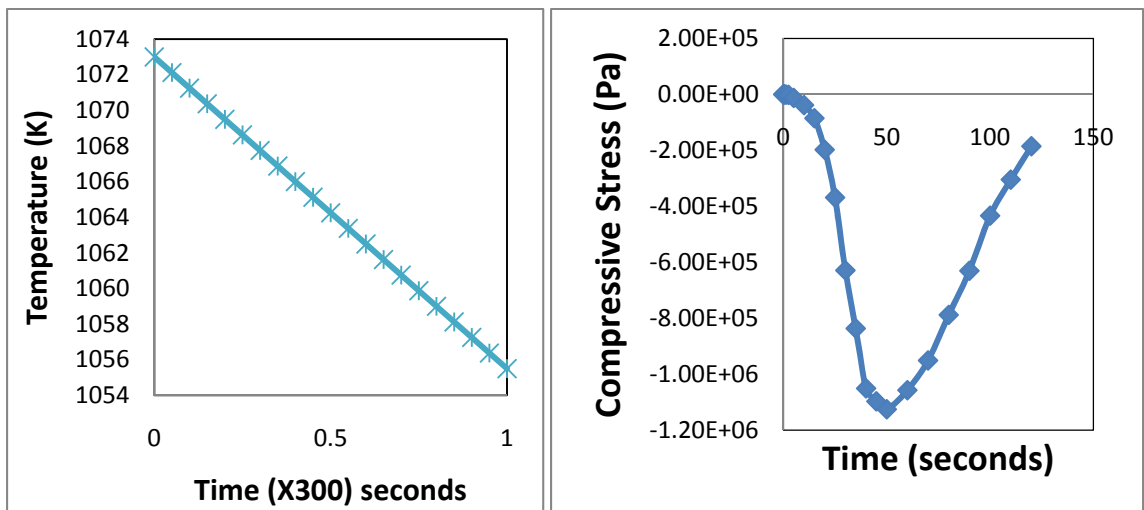 Temperature (K)
1074
1072
1070
1068
1066
1064
1062
1060
1058
1056
1054
0 0.5 1
Time (X300) seconds
Compressive Stress (Pa)
2.00E+05
0.00E+00
-2.00E+05
-4.00E+05
-6.00E+05
-8.00E+05
-1.00E+06
-1.20E+06
0 50 100 150
Time (seconds)